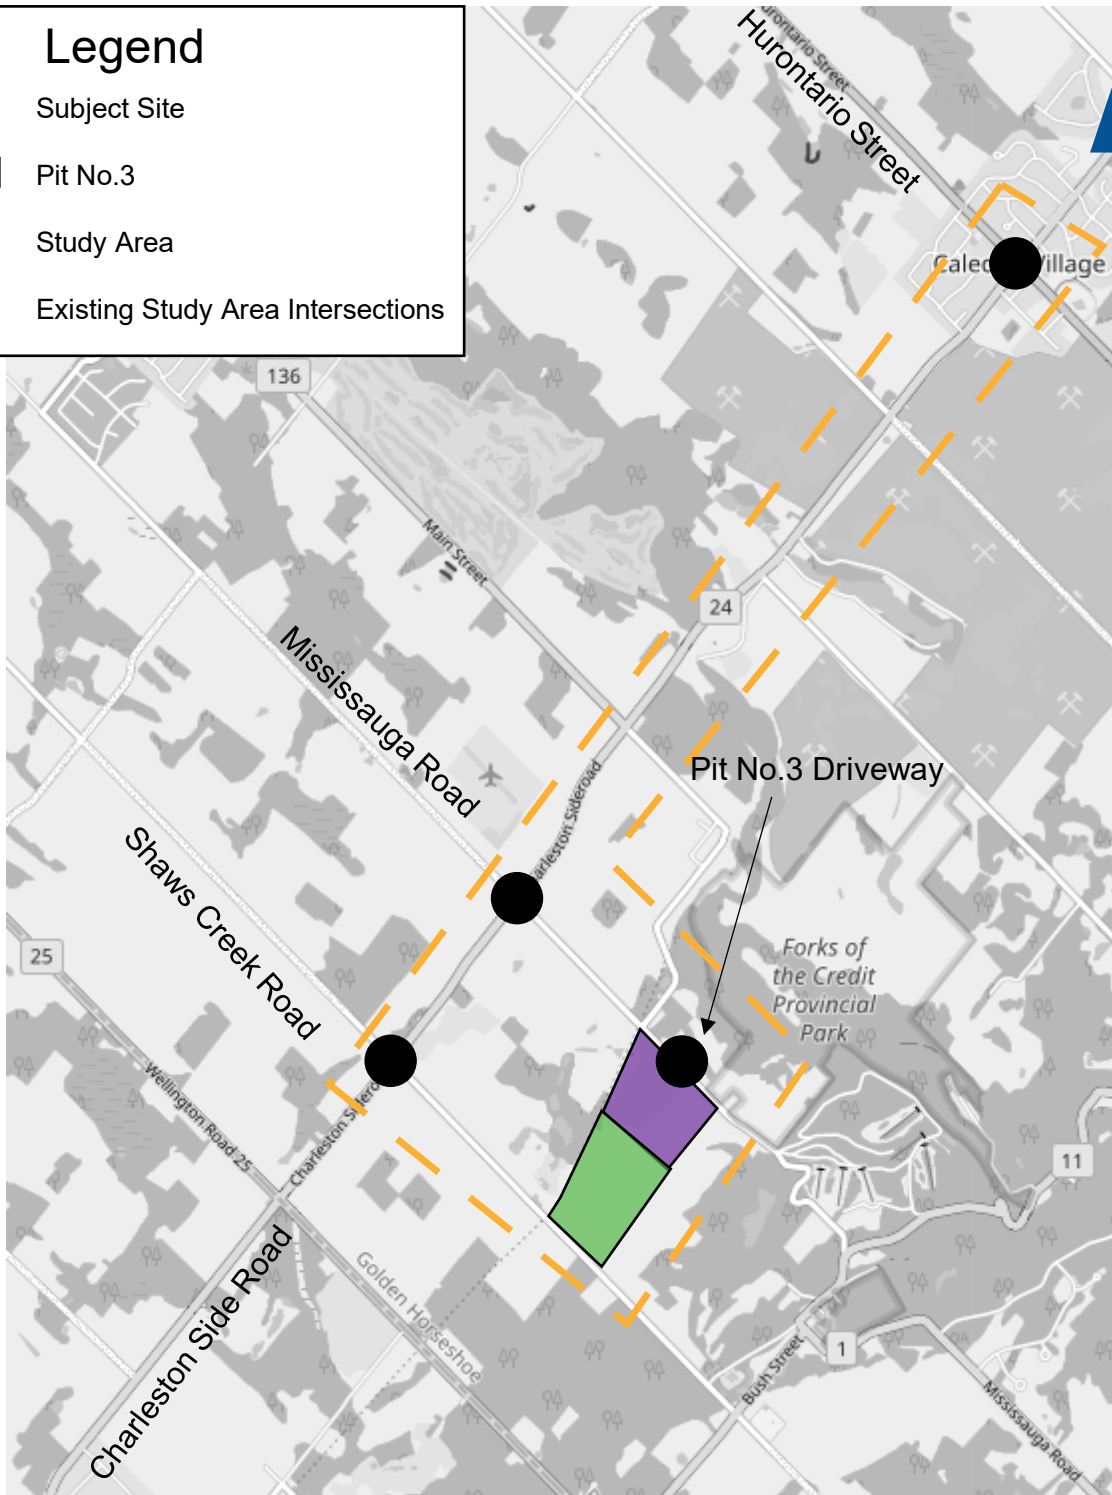 Legend
Subject Site
Pit No.3
Study Area
Existing Study Area Intersections
Hurontario Street
Hurontario Street
Village
136
Main Street
24
Mississauga Road
Pit No.3 Driveway
Charleston Sideroad
Shaws Creek Road
25
Forks of
the Credit
Provincial
Park
Wellington Road 25
Charleston
11
Charleston Side Road
Golden Horseshoe
1
Bush Street
Mississauga Road